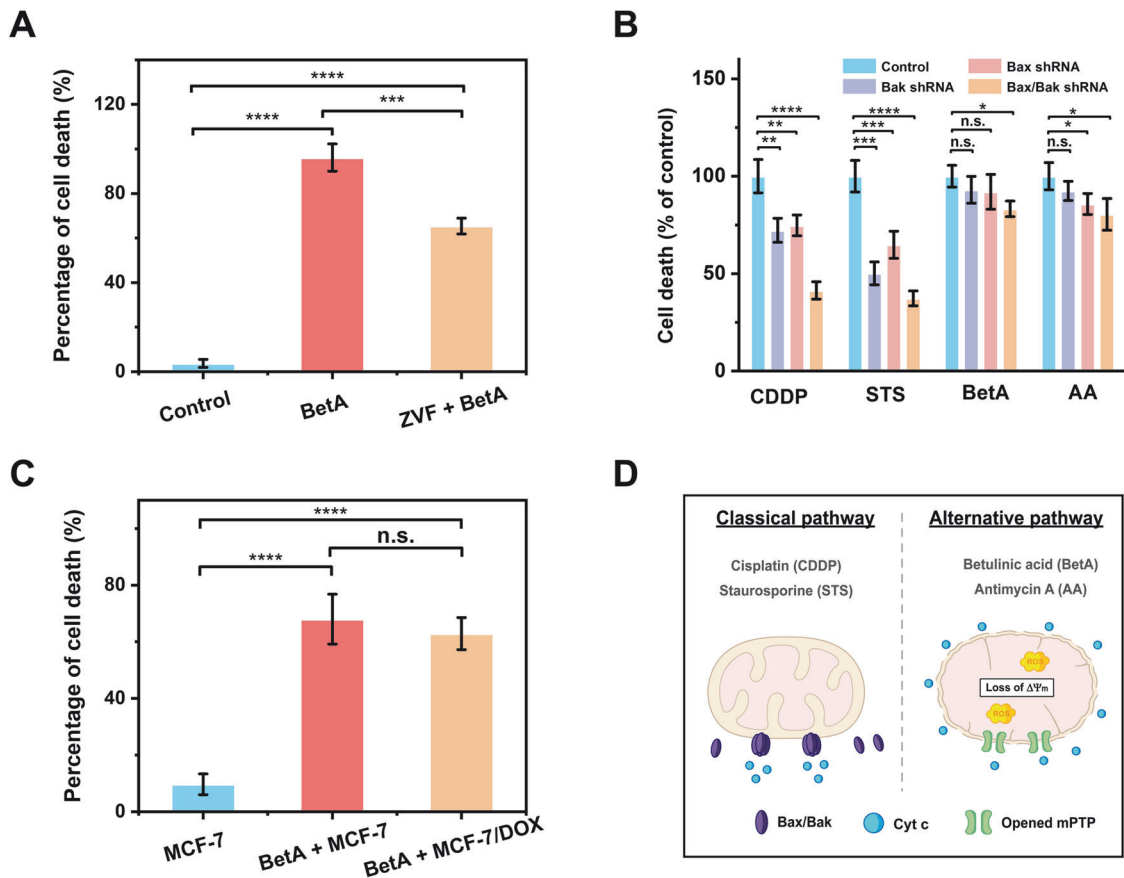 A
Percentage of cell death (%)
120
80
40
0
****
***
****
Control
BetA
ZVF + BetA
B
Cell death (% of control)
150
100
50
0
Control
Bax shRNA
Bak shRNA
Bax/Bak shRNA
****
**
**
****
***
***
*
n.s.
n.s.
*
*
n.s.
CDDP
STS
BetA
AA
C
Percentage of cell death (%)
80
40
0
****
n.s.
****
MCF-7
BetA + MCF-7
BetA + MCF-7/DOX
D
Classical pathway
Cisplatin (CDDP)
Staurosporine (STS)
Alternative pathway
Betulinic acid (BetA)
Antimycin A (AA)
ROS
Loss of ΔΨm
ROS
Bax/Bak
Cyt c
Opened mPTP